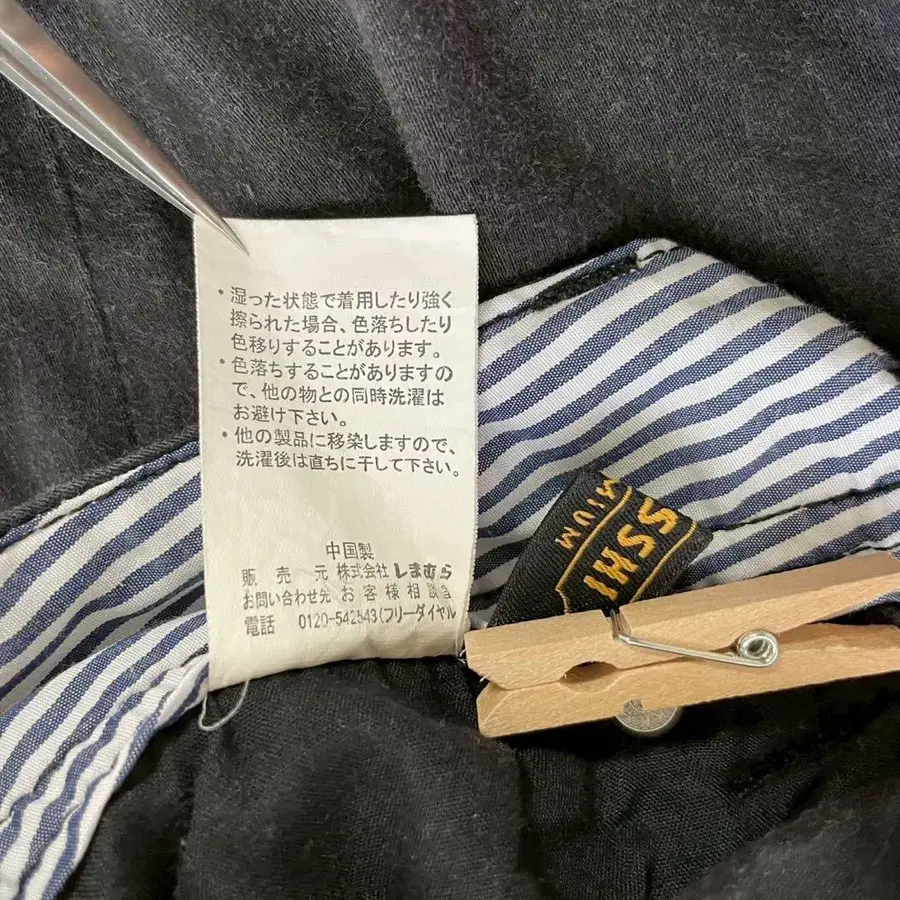 ・湿った状態で着用したり強く
擦られた場合、色落ちしたり
色移りすることがあります。
・色落ちすることがありますの
で、他の物との同時洗濯は
お避け下さい。
・他の製品に移染しますので、
洗濯後は直ちに干して下さい。
中国製
販売元 株式会社しまむら
お問い合わせ先 お客様相談室
電話 0120-542543(フリーダイヤル